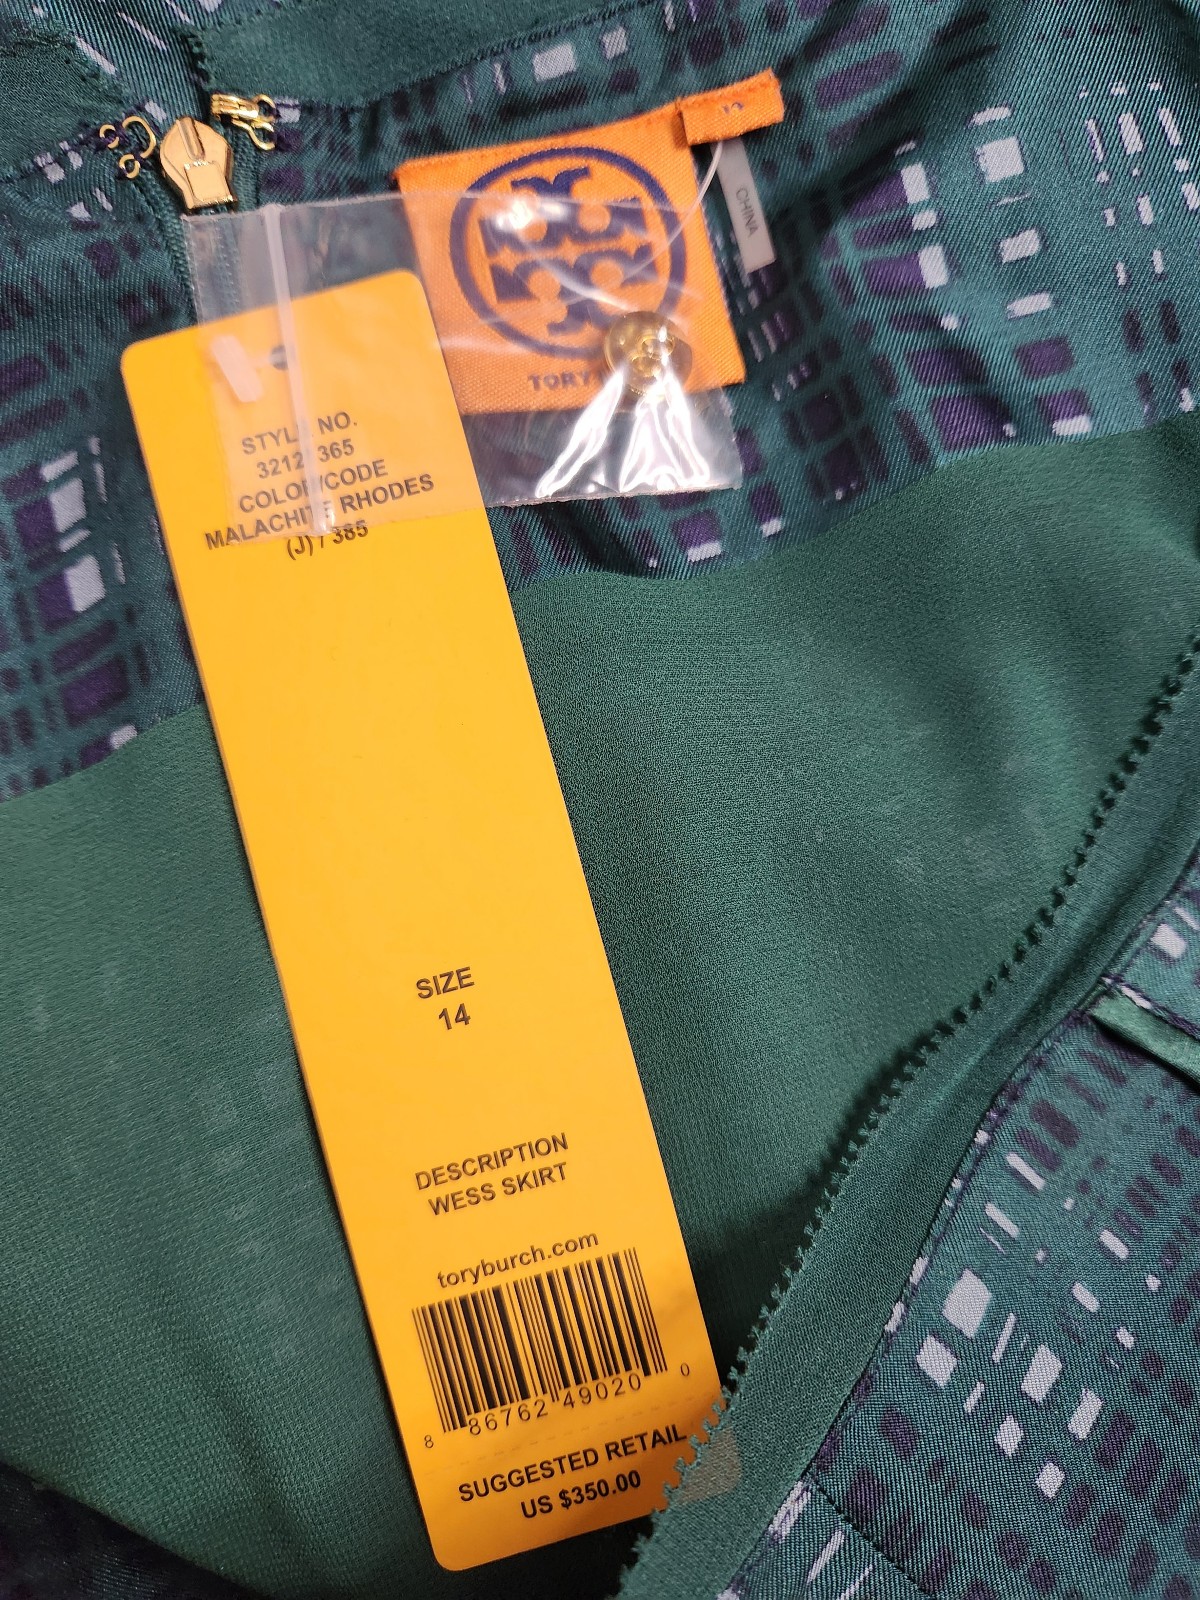 CHINA
TORY
STYLE NO.
3212 365
COLOR/CODE
MALACHITE RHODES
(J) / 385
SIZE
14
DESCRIPTION
WESS SKIRT
toryburch.com
8 86762 49020 0
SUGGESTED RETAIL
US $350.00